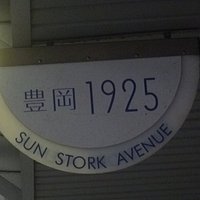 豊岡 1925
SUN STORK AVENUE